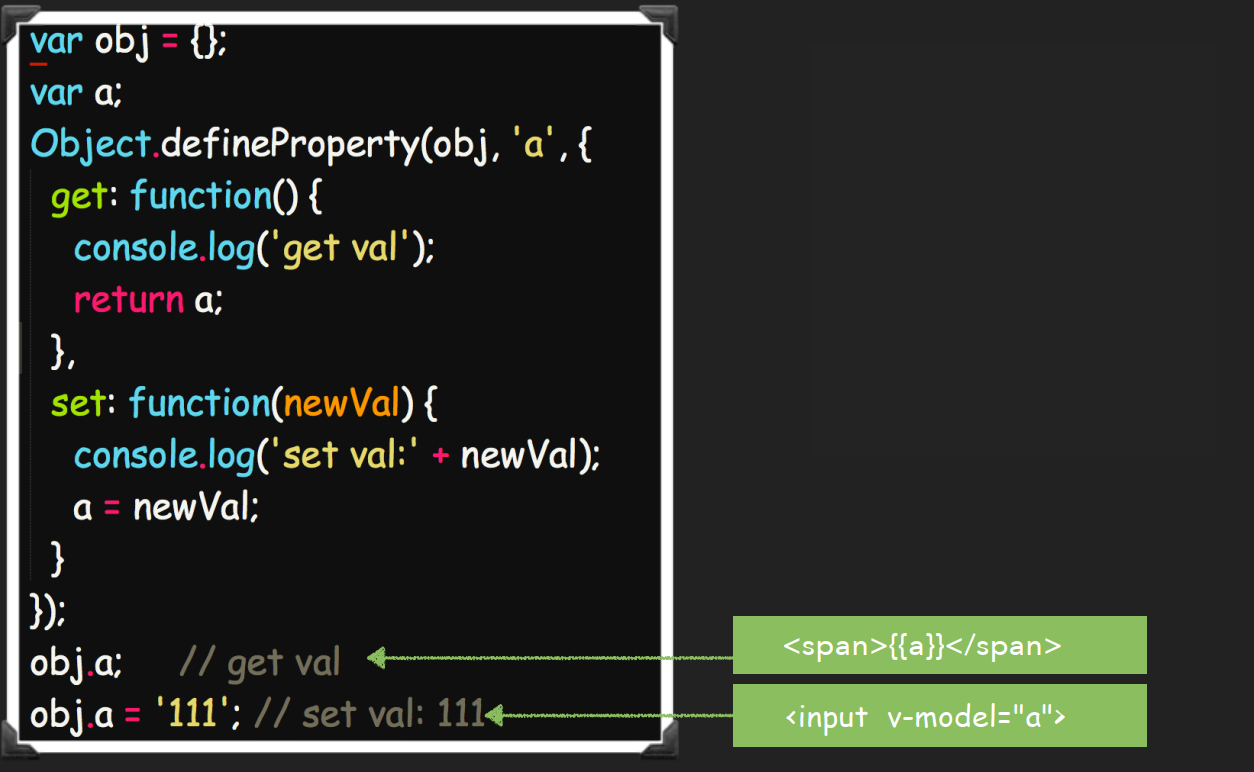 var obj = {};
var a;
Object.defineProperty(obj, 'a', {
get: function() {
console.log('get val');
return a;
},
set: function(newVal) {
console.log('set val:' + newVal);
a = newVal;
}
});
obj.a; // get val
<span>{{a}}</span>
obj.a = '111'; // set val: 111
<input v-model="a">